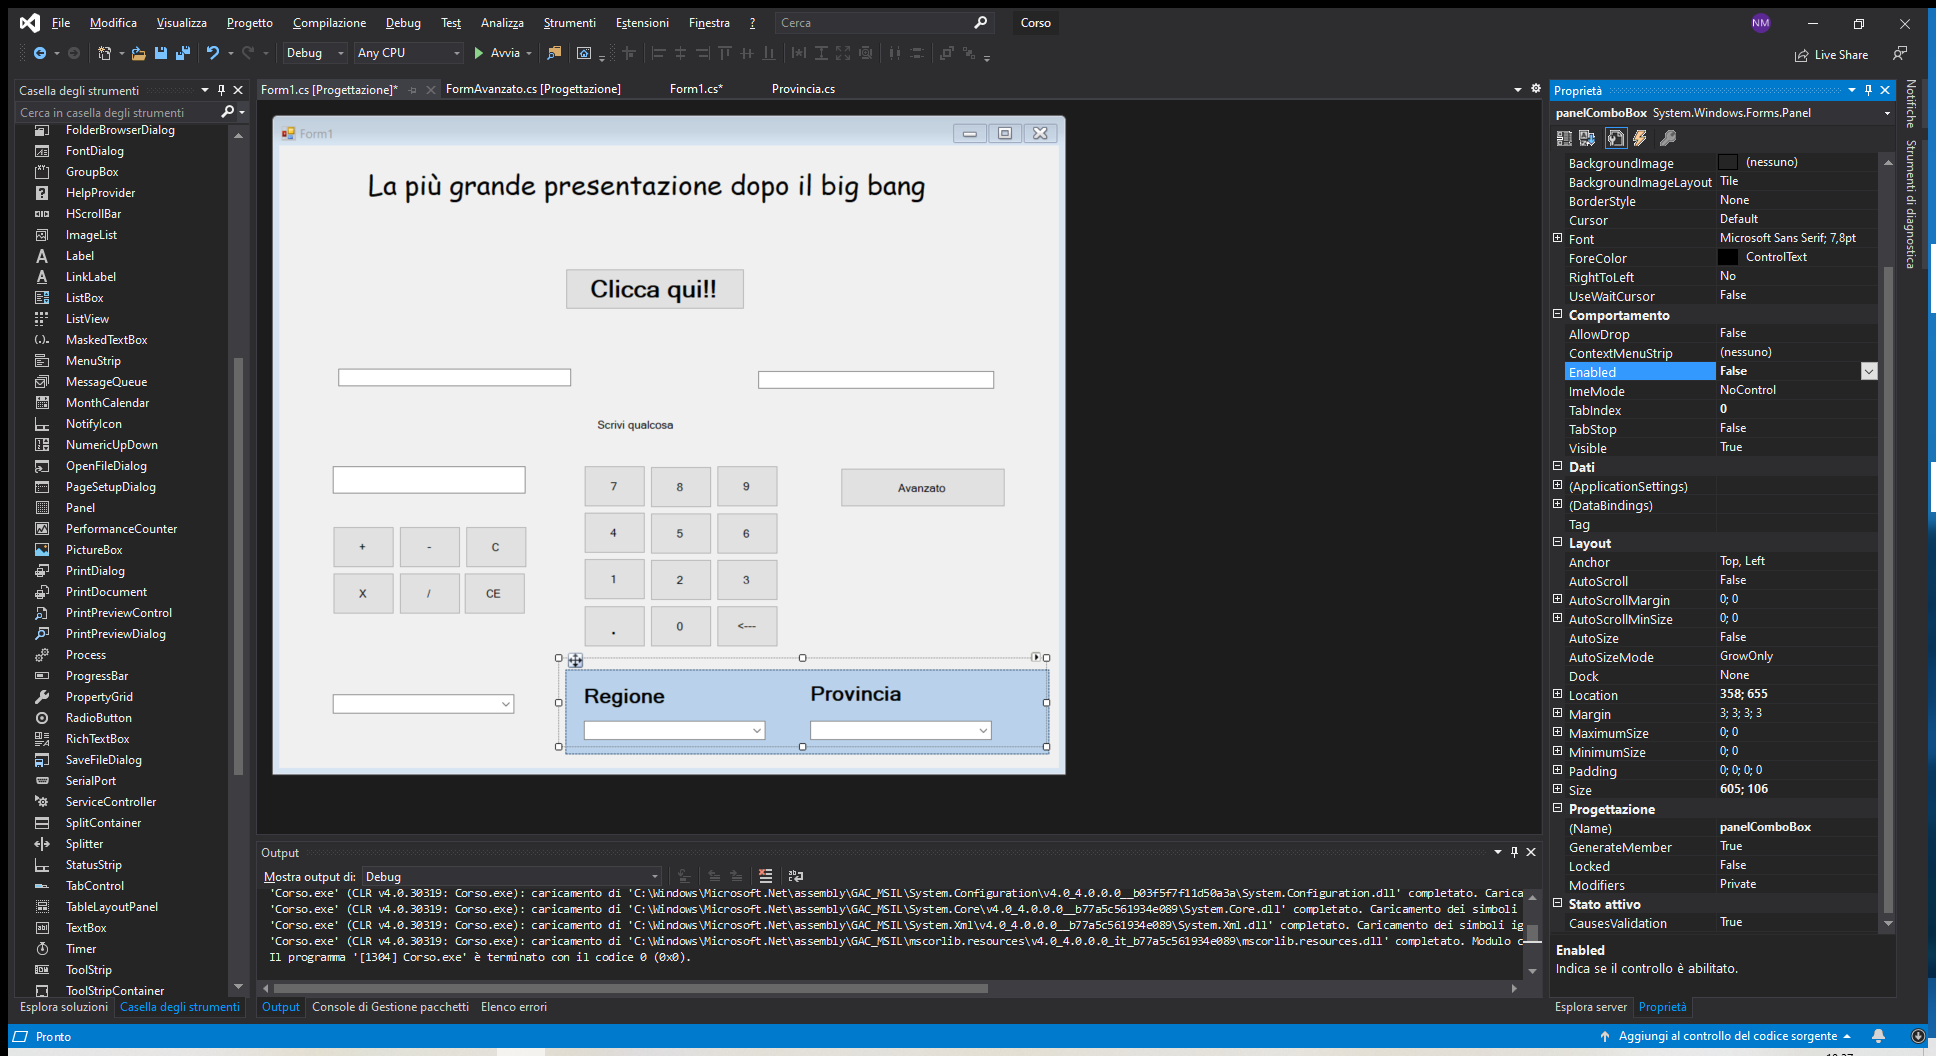 File Modifica Visualizza Progetto Compilazione Debug Test Analizza Strumenti Estensioni Finestra ? Cerca Corso NM
Debug Any CPU Avvia Live Share
Casella degli strumenti
Cerca in casella degli strumenti
FolderBrowserDialog
FontDialog
GroupBox
HelpProvider
HScrollBar
ImageList
Label
LinkLabel
ListBox
ListView
MaskedTextBox
MenuStrip
MessageQueue
MonthCalendar
NotifyIcon
NumericUpDown
OpenFileDialog
PageSetupDialog
Panel
PerformanceCounter
PictureBox
PrintDialog
PrintDocument
PrintPreviewControl
PrintPreviewDialog
Process
ProgressBar
PropertyGrid
RadioButton
RichTextBox
SaveFileDialog
SerialPort
ServiceController
SplitContainer
Splitter
StatusStrip
TabControl
TableLayoutPanel
TextBox
Timer
ToolStrip
ToolStripContainer
Esplora soluzioni Casella degli strumenti
Form1.cs [Progettazione]* FormAvanzato.cs [Progettazione] Form1.cs* Provincia.cs
Form1
La più grande presentazione dopo il big bang
Clicca qui!!
Scrivi qualcosa
7 8 9
Avanzato
4 5 6
+ - C
1 2 3
X / CE
. 0 <---
Regione Provincia
Output
Mostra output di: Debug
'Corso.exe' (CLR v4.0.30319: Corso.exe): caricamento di 'C:\Windows\Microsoft.Net\assembly\GAC_MSIL\System.Configuration\v4.0_4.0.0.0__b03f5f7f11d50a3a\System.Configuration.dll' completato. Carica
'Corso.exe' (CLR v4.0.30319: Corso.exe): caricamento di 'C:\Windows\Microsoft.Net\assembly\GAC_MSIL\System.Core\v4.0_4.0.0.0__b77a5c561934e089\System.Core.dll' completato. Caricamento dei simboli
'Corso.exe' (CLR v4.0.30319: Corso.exe): caricamento di 'C:\Windows\Microsoft.Net\assembly\GAC_MSIL\System.Xml\v4.0_4.0.0.0__b77a5c561934e089\System.Xml.dll' completato. Caricamento dei simboli ig
'Corso.exe' (CLR v4.0.30319: Corso.exe): caricamento di 'C:\Windows\Microsoft.Net\assembly\GAC_MSIL\mscorlib.resources\v4.0_4.0.0.0_it_b77a5c561934e089\mscorlib.resources.dll' completato. Modulo c
Il programma '[1304] Corso.exe' è terminato con il codice 0 (0x0).
Output Console di Gestione pacchetti Elenco errori
Proprietà
panelComboBox System.Windows.Forms.Panel
BackgroundImage (nessuno)
BackgroundImageLayout Tile
BorderStyle None
Cursor Default
Font Microsoft Sans Serif; 7,8pt
ForeColor ControlText
RightToLeft No
UseWaitCursor False
Comportamento
AllowDrop False
ContextMenuStrip (nessuno)
Enabled False
ImeMode NoControl
TabIndex 0
TabStop False
Visible True
Dati
(ApplicationSettings)
(DataBindings)
Tag
Layout
Anchor Top, Left
AutoScroll False
AutoScrollMargin 0; 0
AutoScrollMinSize 0; 0
AutoSize False
AutoSizeMode GrowOnly
Dock None
Location 358; 655
Margin 3; 3; 3; 3
MaximumSize 0; 0
MinimumSize 0; 0
Padding 0; 0; 0; 0
Size 605; 106
Progettazione
(Name) panelComboBox
GenerateMember True
Locked False
Modifiers Private
Stato attivo
CausesValidation True
Enabled
Indica se il controllo è abilitato.
Esplora server Proprietà
Notifiche
Strumenti di diagnostica
Pronto Aggiungi al controllo del codice sorgente